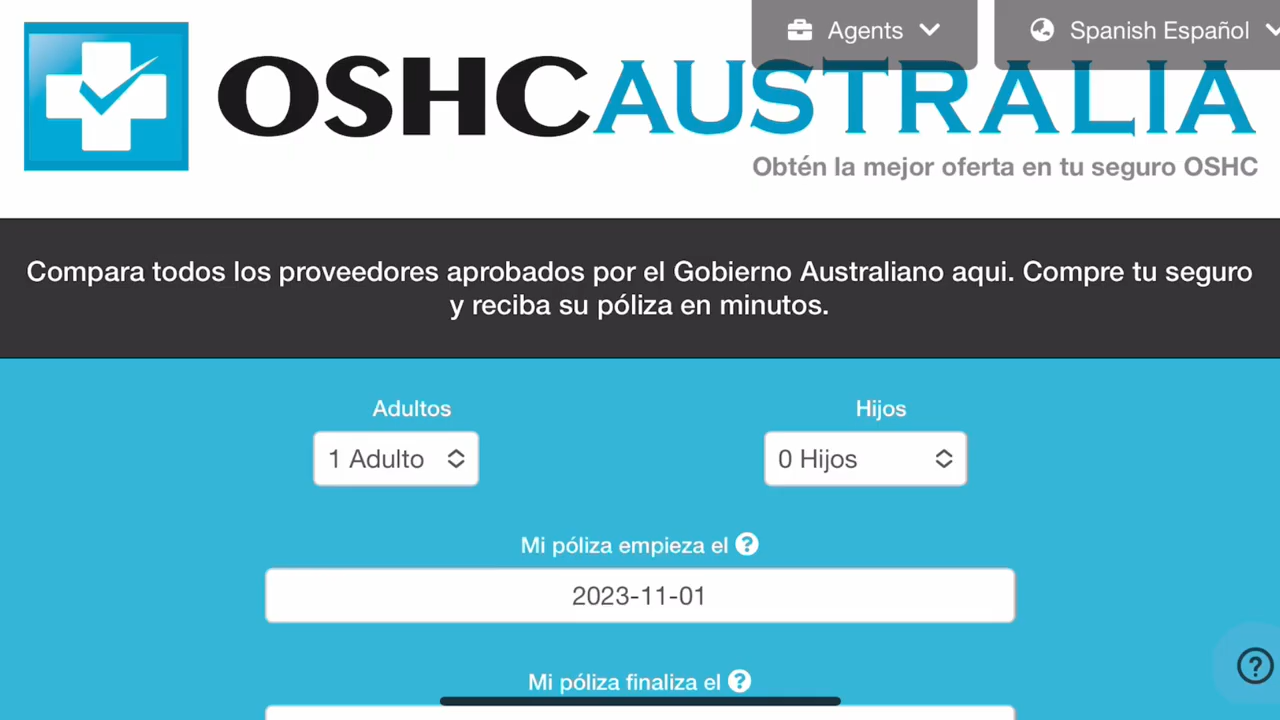 Agents
Spanish Español
OSHCAUSTRALIA
Obtén la mejor oferta en tu seguro OSHC
Compara todos los proveedores aprobados por el Gobierno Australiano aqui. Compre tu seguro
y reciba su póliza en minutos.
Adultos
Hijos
1 Adulto
0 Hijos
Mi póliza empieza el ?
2023-11-01
Mi póliza finaliza el ?
?